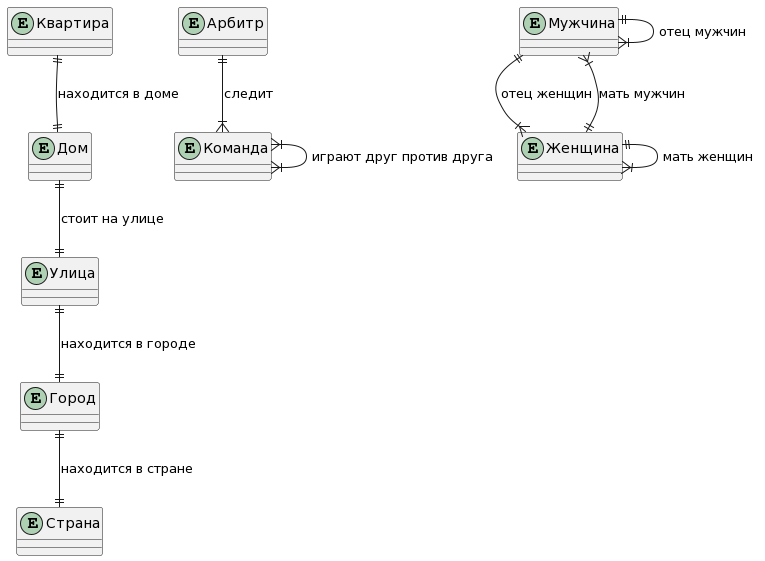 E Квартира
E Арбитр
E Мужчина
отец мужчин
находится в доме
следит
отец женщин
мать мужчин
E Дом
E Команда
играют друг против друга
E Женщина
мать женщин
стоит на улице
E Улица
находится в городе
E Город
находится в стране
E Страна